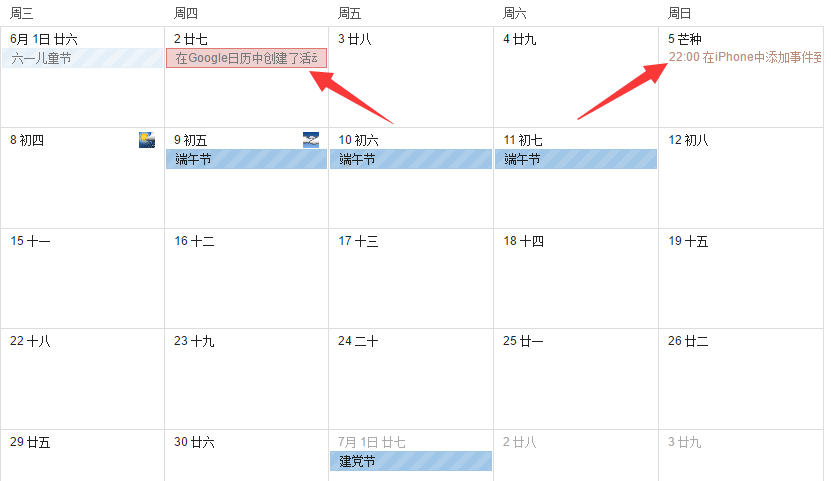 周三 周四 周五 周六 周日
6月 1日 廿六 2 廿七 3 廿八 4 廿九 5 芒种
六一儿童节 在Google日历中创建了活 22:00 在iPhone中添加事件到
8 初四 9 初五 10 初六 11 初七 12 初八
端午节 端午节 端午节
15 十一 16 十二 17 十三 18 十四 19 十五
22 十八 23 十九 24 二十 25 廿一 26 廿二
29 廿五 30 廿六 7月 1日 廿七 2 廿八 3 廿九
建党节